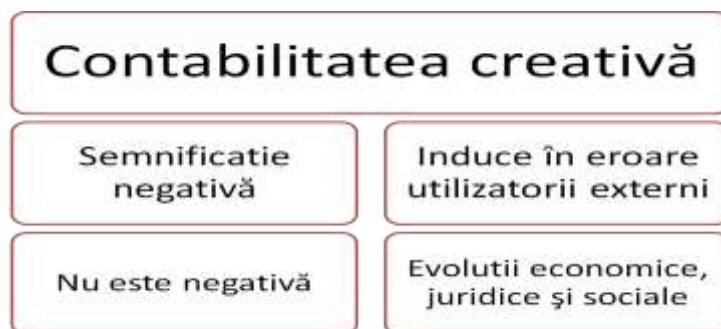 Contabilitatea creativă
Semnificatie
negativă
Induce în eroare
utilizatorii externi
Nu este negativă
Evolutii economice,
juridice şi sociale